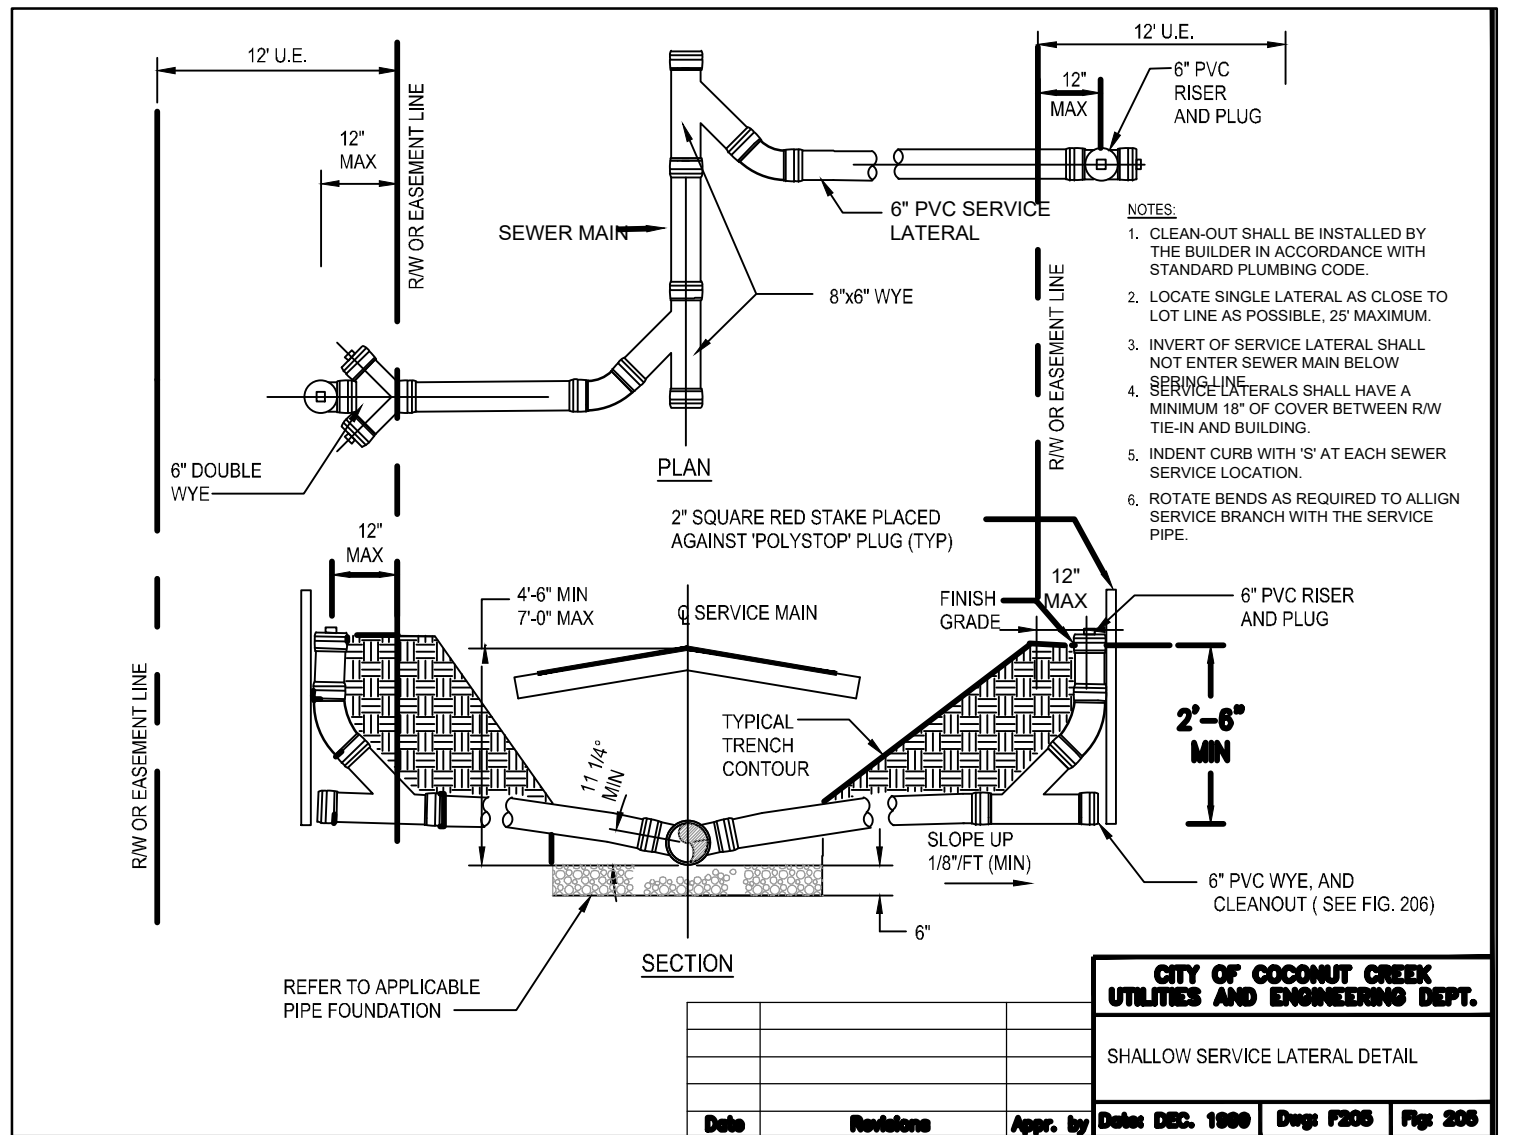 12' U.E.
12' U.E.
12"
MAX
6" PVC
RISER
AND PLUG
12"
MAX
R/W OR EASEMENT LINE
SEWER MAIN
6" PVC SERVICE
LATERAL
8"x6" WYE
R/W OR EASEMENT LINE
6" DOUBLE
WYE
PLAN
NOTES:
1. CLEAN-OUT SHALL BE INSTALLED BY
THE BUILDER IN ACCORDANCE WITH
STANDARD PLUMBING CODE.
2. LOCATE SINGLE LATERAL AS CLOSE TO
LOT LINE AS POSSIBLE, 25' MAXIMUM.
3. INVERT OF SERVICE LATERAL SHALL
NOT ENTER SEWER MAIN BELOW
SPRING LINE.
4. SERVICE LATERALS SHALL HAVE A
MINIMUM 18" OF COVER BETWEEN R/W
TIE-IN AND BUILDING.
5. INDENT CURB WITH 'S' AT EACH SEWER
SERVICE LOCATION.
6. ROTATE BENDS AS REQUIRED TO ALLIGN
SERVICE BRANCH WITH THE SERVICE
PIPE.
2" SQUARE RED STAKE PLACED
AGAINST 'POLYSTOP' PLUG (TYP)
12"
MAX
4'-6" MIN
7'-0" MAX
℄ SERVICE MAIN
FINISH
GRADE
12"
MAX
6" PVC RISER
AND PLUG
R/W OR EASEMENT LINE
TYPICAL
TRENCH
CONTOUR
11 1/4°
MIN
2'-6"
MIN
SLOPE UP
1/8"/FT (MIN)
6" PVC WYE, AND
CLEANOUT ( SEE FIG. 206)
6"
SECTION
REFER TO APPLICABLE
PIPE FOUNDATION
CITY OF COCONUT CREEK
UTILITIES AND ENGINEERING DEPT.
SHALLOW SERVICE LATERAL DETAIL
Date Revisions Appr. by
Date: DEC. 1999 Dwg: F205 Fig: 205